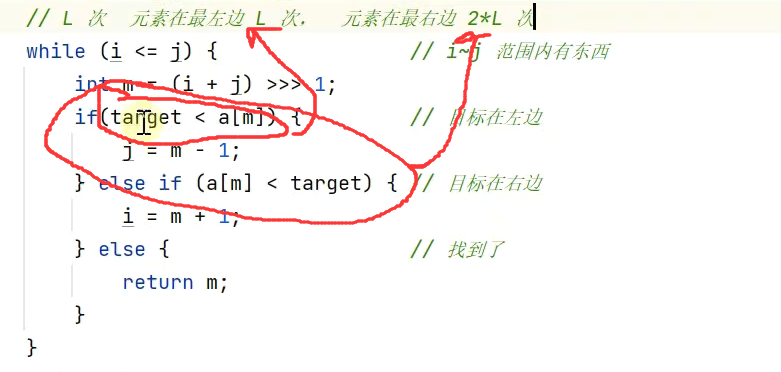 // L 次  元素在最左边 L 次,  元素在最右边 2*L 次
while (i <= j) { // i~j 范围内有东西
int m = (i + j) >>> 1;
if(target < a[m]) { // 目标在左边
j = m - 1;
} else if (a[m] < target) { // 目标在右边
i = m + 1;
} else { // 找到了
return m;
}
}